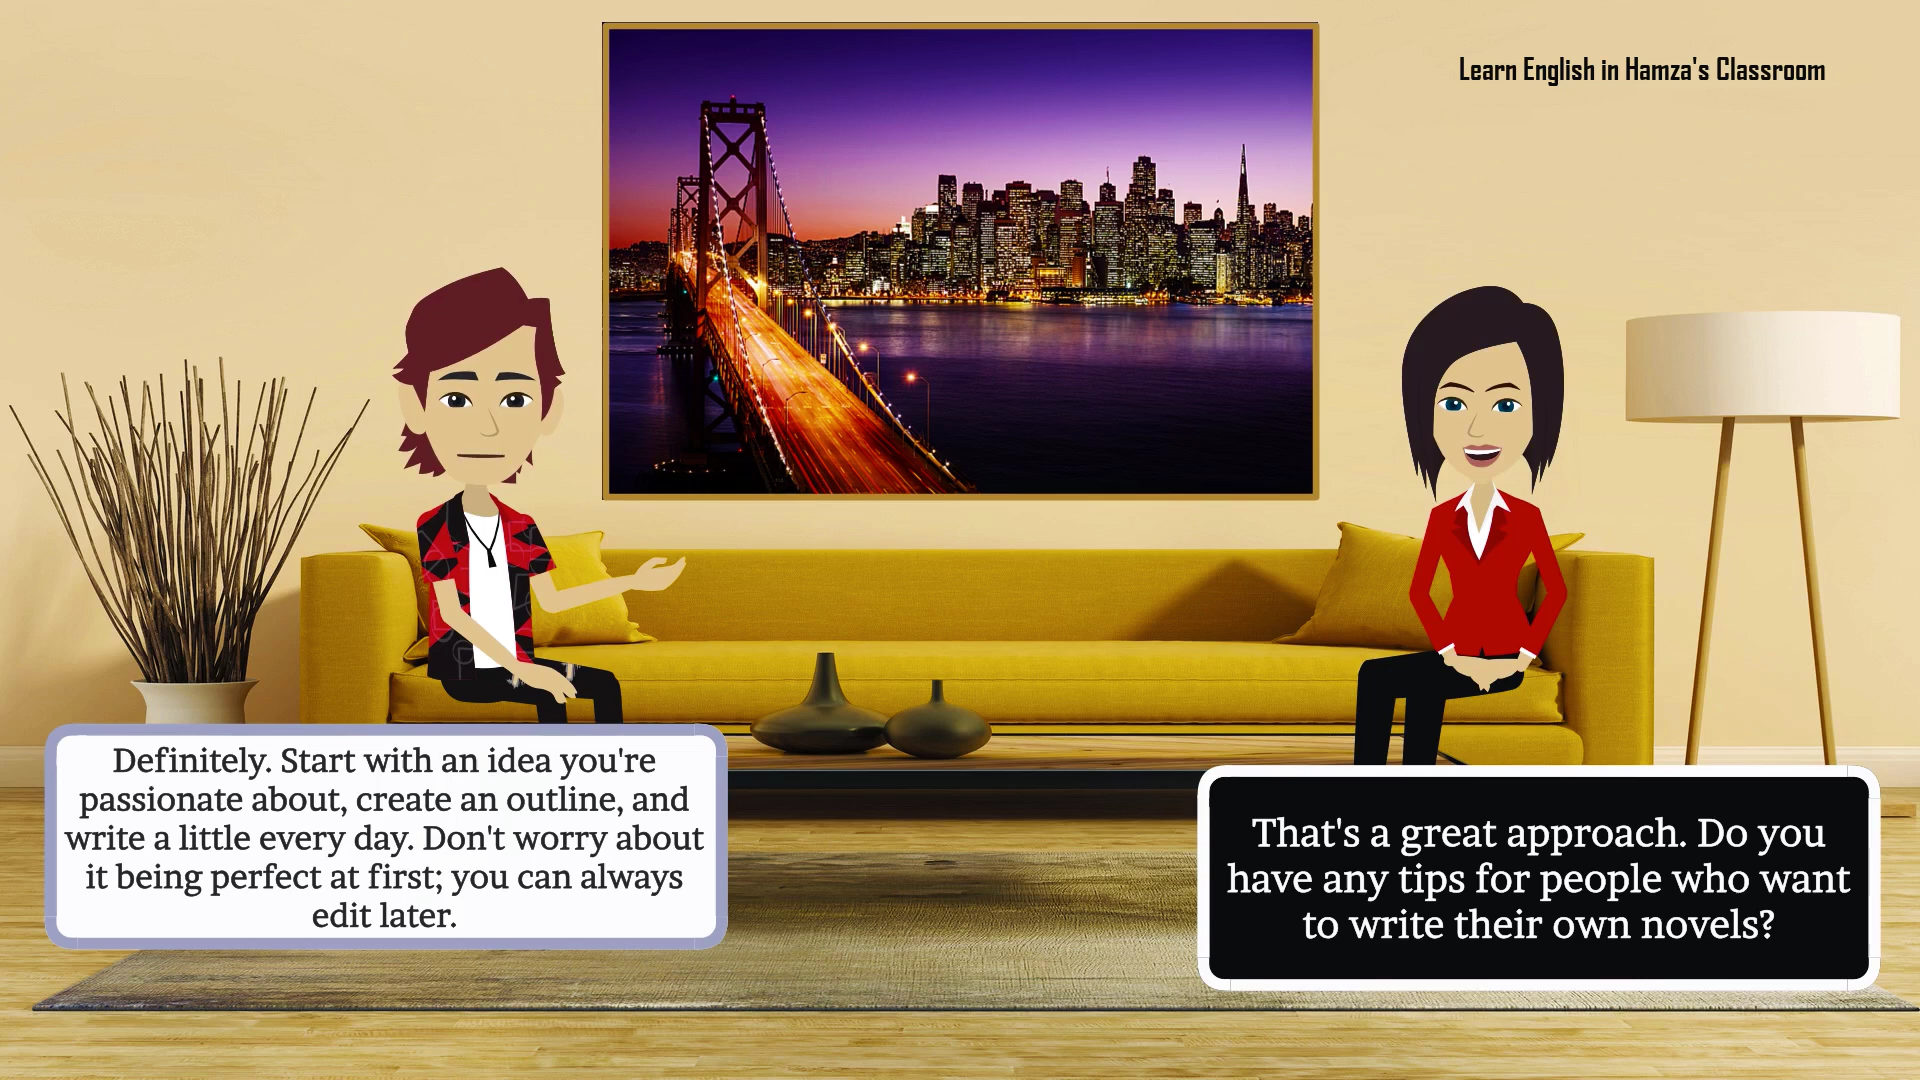 Learn English in Hamza's Classroom
Definitely. Start with an idea you're
passionate about, create an outline, and
write a little every day. Don't worry about
it being perfect at first; you can always
edit later.
That's a great approach. Do you
have any tips for people who want
to write their own novels?